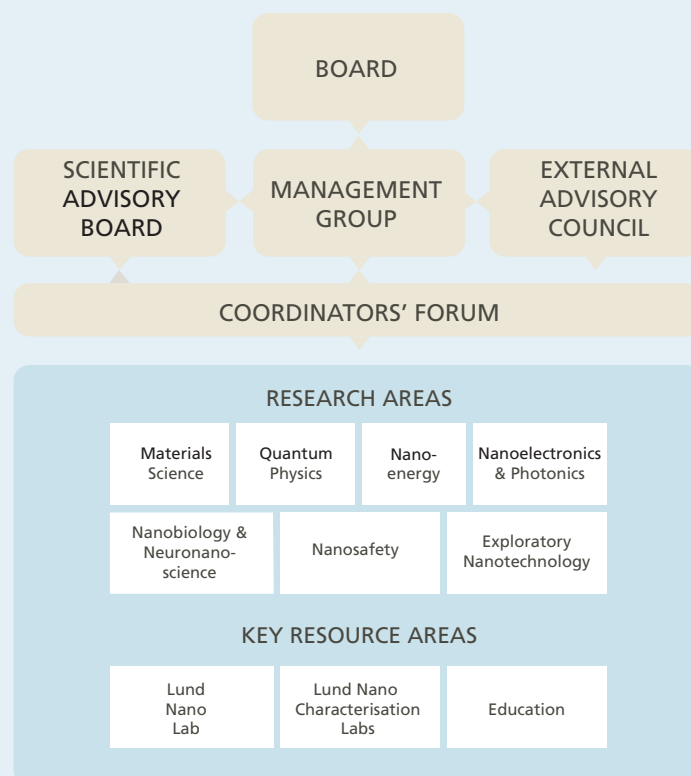 BOARD
SCIENTIFIC
ADVISORY
BOARD
MANAGEMENT
GROUP
EXTERNAL
ADVISORY
COUNCIL
COORDINATORS’ FORUM
RESEARCH AREAS
Materials
Science
Quantum
Physics
Nano-
energy
Nanoelectronics
& Photonics
Nanobiology &
Neuronano-
science
Nanosafety
Exploratory
Nanotechnology
KEY RESOURCE AREAS
Lund
Nano
Lab
Lund Nano
Characterisation
Labs
Education